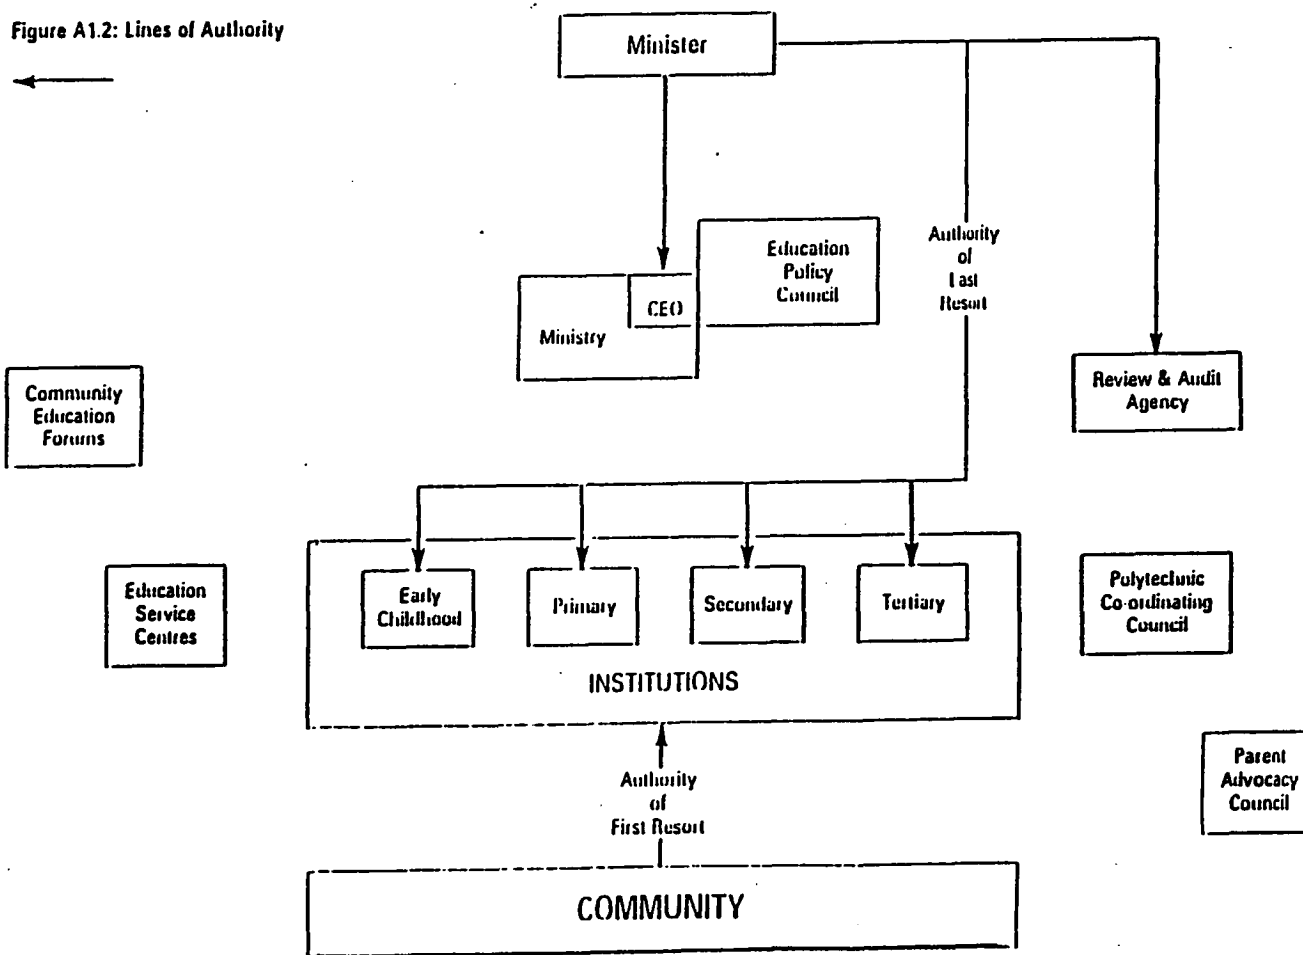 Figure A1.2: Lines of Authority
Minister
Education
Policy
Council
CEO
Ministry
Authority
of
Last
Resort
Review & Audit
Agency
Community
Education
Forums
Education
Service
Centres
Early
Childhood
Primary
Secondary
Tertiary
INSTITUTIONS
Polytechnic
Co-ordinating
Council
Parent
Advocacy
Council
Authority
of
First Resort
COMMUNITY